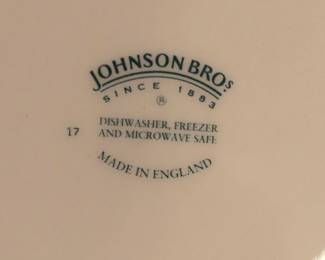 JOHNSON BROS
SINCE 1883
®
DISHWASHER, FREEZER
17 AND MICROWAVE SAFE
MADE IN ENGLAND